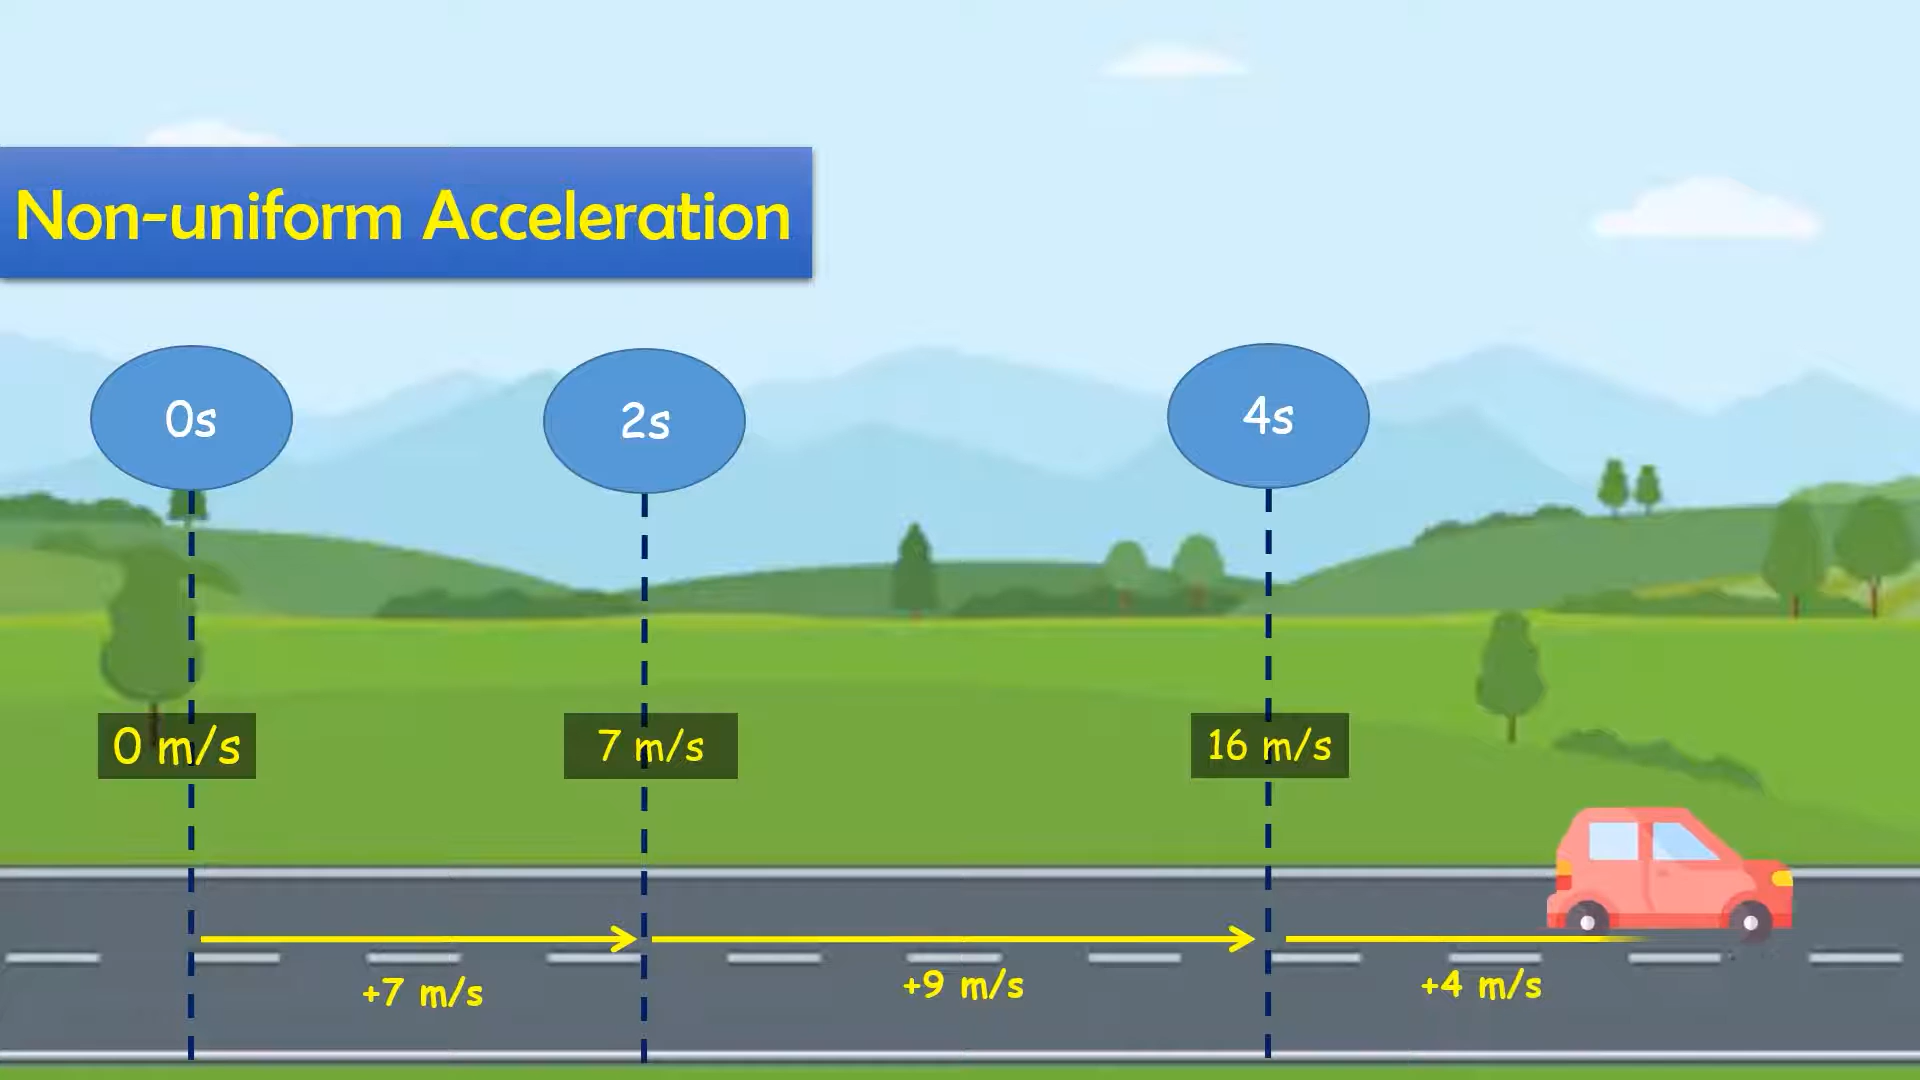 Non-uniform Acceleration
0s
2s
4s
0 m/s
7 m/s
16 m/s
+7 m/s
+9 m/s
+4 m/s